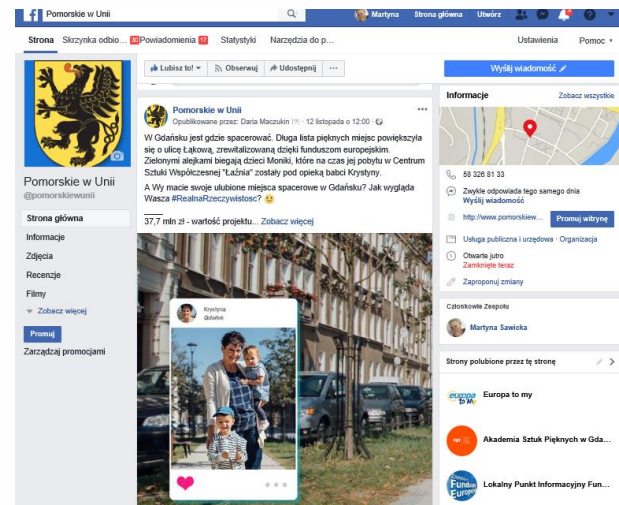 Pomorskie w Unii
Martyna
Strona główna
Utwórz
Strona
Skrzynka odbio... 30
Powiadomienia 17
Statystyki
Narzędzia do p...
Ustawienia
Pomoc
Lubisz to!
Obserwuj
Udostępnij
Pomorskie w Unii
@pomorskiewunii
Strona główna
Informacje
Zdjęcia
Recenzje
Filmy
Zobacz więcej
Promuj
Zarządzaj promocjami
Pomorskie w Unii
Opublikowane przez: Daria Maczukin · 12 listopada o 12:00 ·
W Gdańsku jest gdzie spacerować. Długa lista pięknych miejsc powiększyła
się o ulicę Łąkową, zrewitalizowaną dzięki funduszom europejskim.
Zielonymi alejkami biegają dzieci Moniki, które na czas jej pobytu w Centrum
Sztuki Współczesnej "Łaźnia" zostały pod opieką babci Krystyny.
A Wy macie swoje ulubione miejsca spacerowe w Gdańsku? Jak wygląda
Wasza #RealnaRzeczywistosc?
37,7 mln zł - wartość projektu... Zobacz więcej
Krystyna
Gdańsk
Wyślij wiadomość
Informacje
Zobacz wszystkie
58 326 81 33
Zwykle odpowiada tego samego dnia
Wyślij wiadomość
http://www.pomorskiew...
Promuj witrynę
Usługa publiczna i urzędowa · Organizacja
Otwarte jutro
Zamknięte teraz
Zaproponuj zmiany
Członkowie Zespołu
Martyna Sawicka
Strony polubione przez tę stronę
europa to my
Europa to my
Akademia Sztuk Pięknych w Gda...
Fundusze Europejskie
Lokalny Punkt Informacyjny Fun...